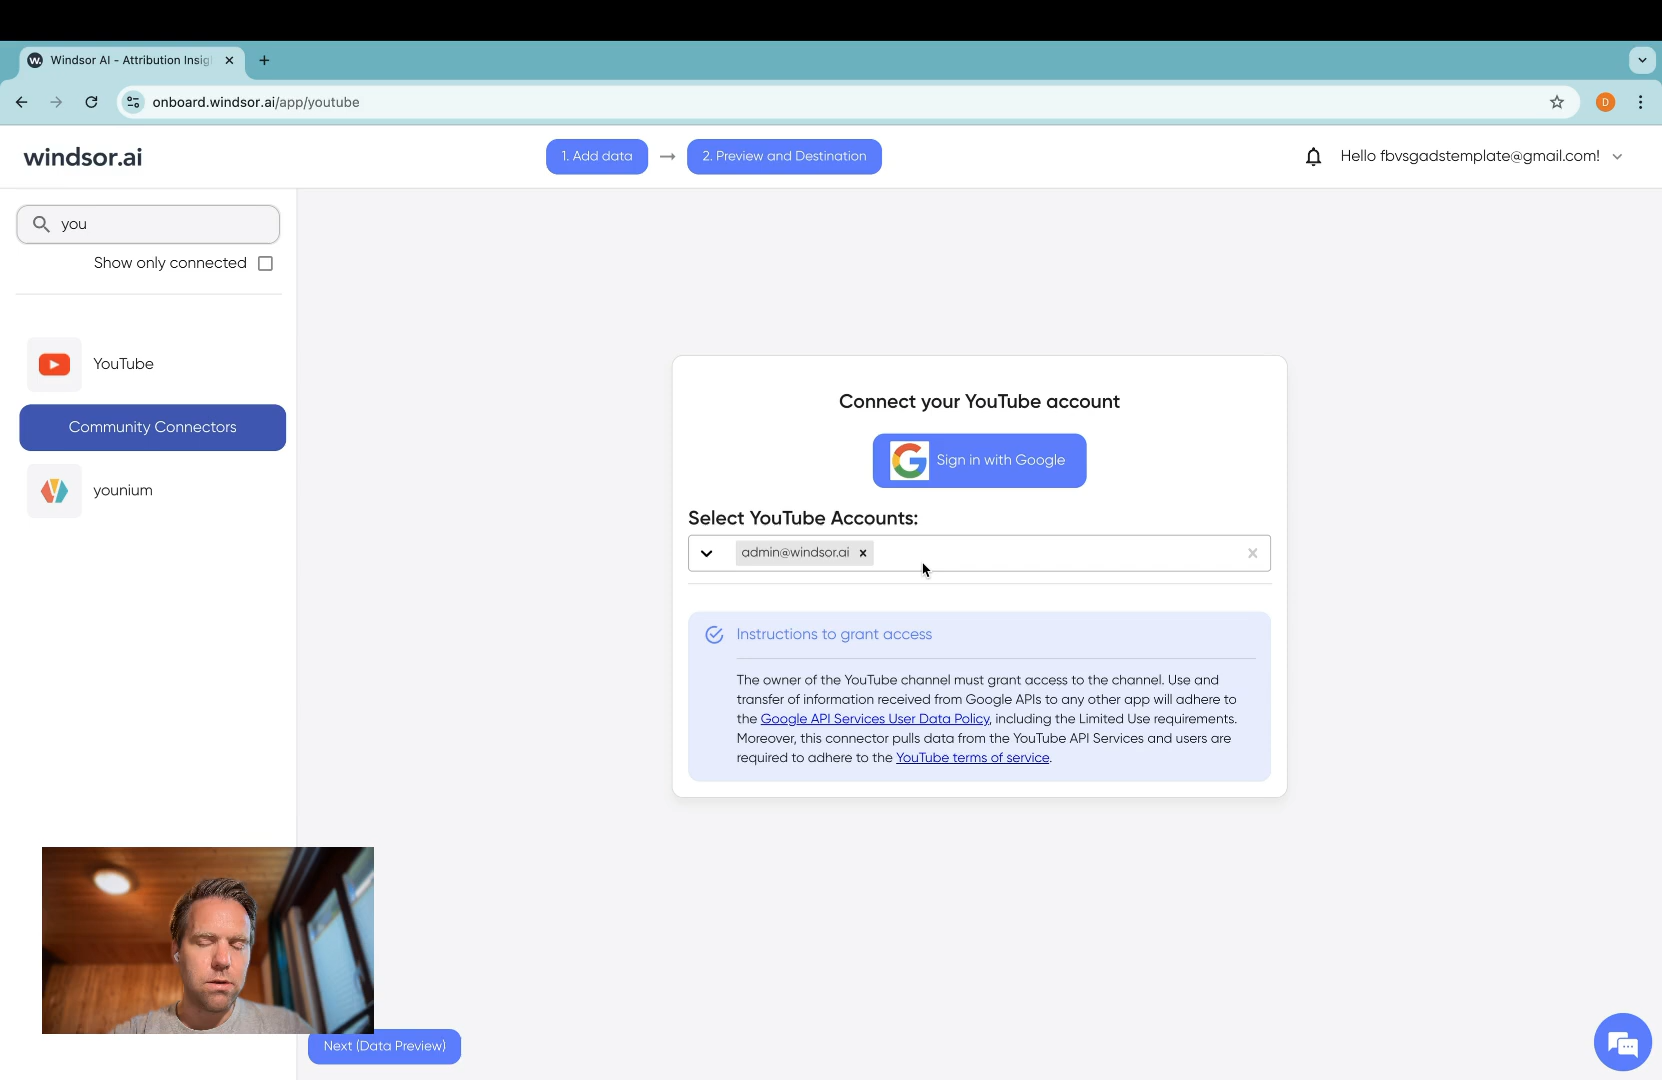 Windsor AI - Attribution Insig
onboard.windsor.ai/app/youtube
D
windsor.ai
1. Add data
2. Preview and Destination
Hello fbvsgadstemplate@gmail.com!
you
Show only connected
YouTube
Community Connectors
younium
Connect your YouTube account
Sign in with Google
Select YouTube Accounts:
admin@windsor.ai
Instructions to grant access
The owner of the YouTube channel must grant access to the channel. Use and
transfer of information received from Google APIs to any other app will adhere to
the Google API Services User Data Policy, including the Limited Use requirements.
Moreover, this connector pulls data from the YouTube API Services and users are
required to adhere to the YouTube terms of service.
Next (Data Preview)